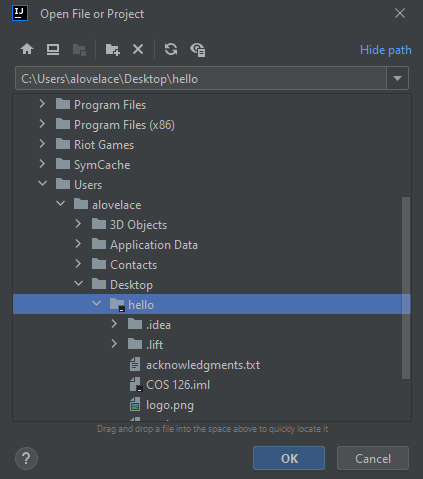 IJ
Open File or Project
Hide path
C:\Users\alovelace\Desktop\hello
Program Files
Program Files (x86)
Riot Games
SymCache
Users
alovelace
3D Objects
Application Data
Contacts
Desktop
hello
.idea
.lift
acknowledgments.txt
COS 126.iml
logo.png
Drag and drop a file into the space above to quickly locate it
?
OK
Cancel